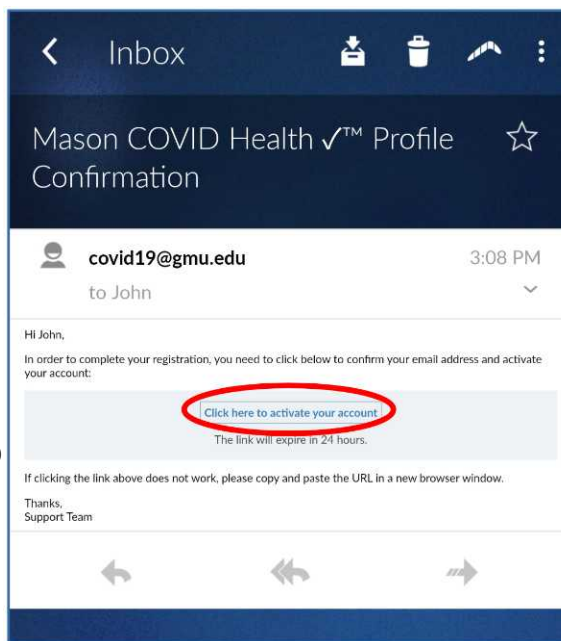 Inbox
Mason COVID Health ✓™ Profile
Confirmation
covid19@gmu.edu
3:08 PM
to John
Hi John,
In order to complete your registration, you need to click below to confirm your email address and activate
your account:
Click here to activate your account
The link will expire in 24 hours.
If clicking the link above does not work, please copy and paste the URL in a new browser window.
Thanks,
Support Team